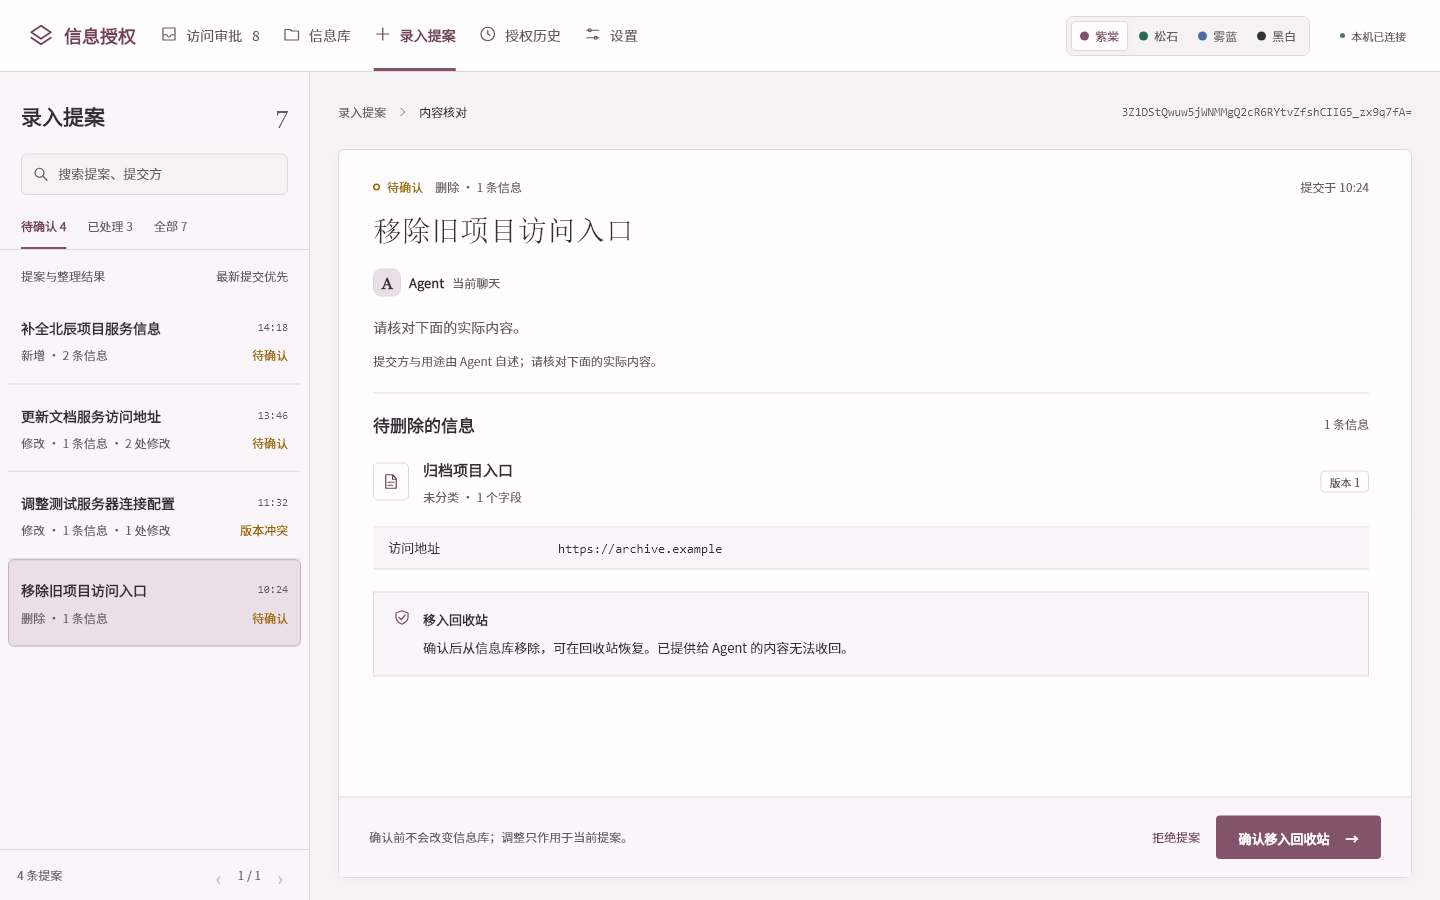 信息授权
访问审批 8
信息库
录入提案
授权历史
设置
紫棠
松石
雾蓝
黑白
本机已连接
录入提案 7
搜索提案、提交方
待确认 4
已处理 3
全部 7
提案与整理结果 最新提交优先
补全北辰项目服务信息 14:18
新增 · 2 条信息 待确认
更新文档服务访问地址 13:46
修改 · 1 条信息 · 2 处修改 待确认
调整测试服务器连接配置 11:32
修改 · 1 条信息 · 1 处修改 版本冲突
移除旧项目访问入口 10:24
删除 · 1 条信息 待确认
4 条提案 ‹ 1 / 1 ›
录入提案 > 内容核对
3Z1DStQwuw5jWNMMgQ2cR6RYtvZfshCIIG5_zx9q7fA=
待确认 删除 · 1 条信息 提交于 10:24
移除旧项目访问入口
A Agent 当前聊天
请核对下面的实际内容。
提交方与用途由 Agent 自述；请核对下面的实际内容。
待删除的信息 1 条信息
归档项目入口
未分类 · 1 个字段
版本 1
访问地址 https://archive.example
移入回收站
确认后从信息库移除，可在回收站恢复。已提供给 Agent 的内容无法收回。
确认前不会改变信息库；调整只作用于当前提案。
拒绝提案
确认移入回收站 →